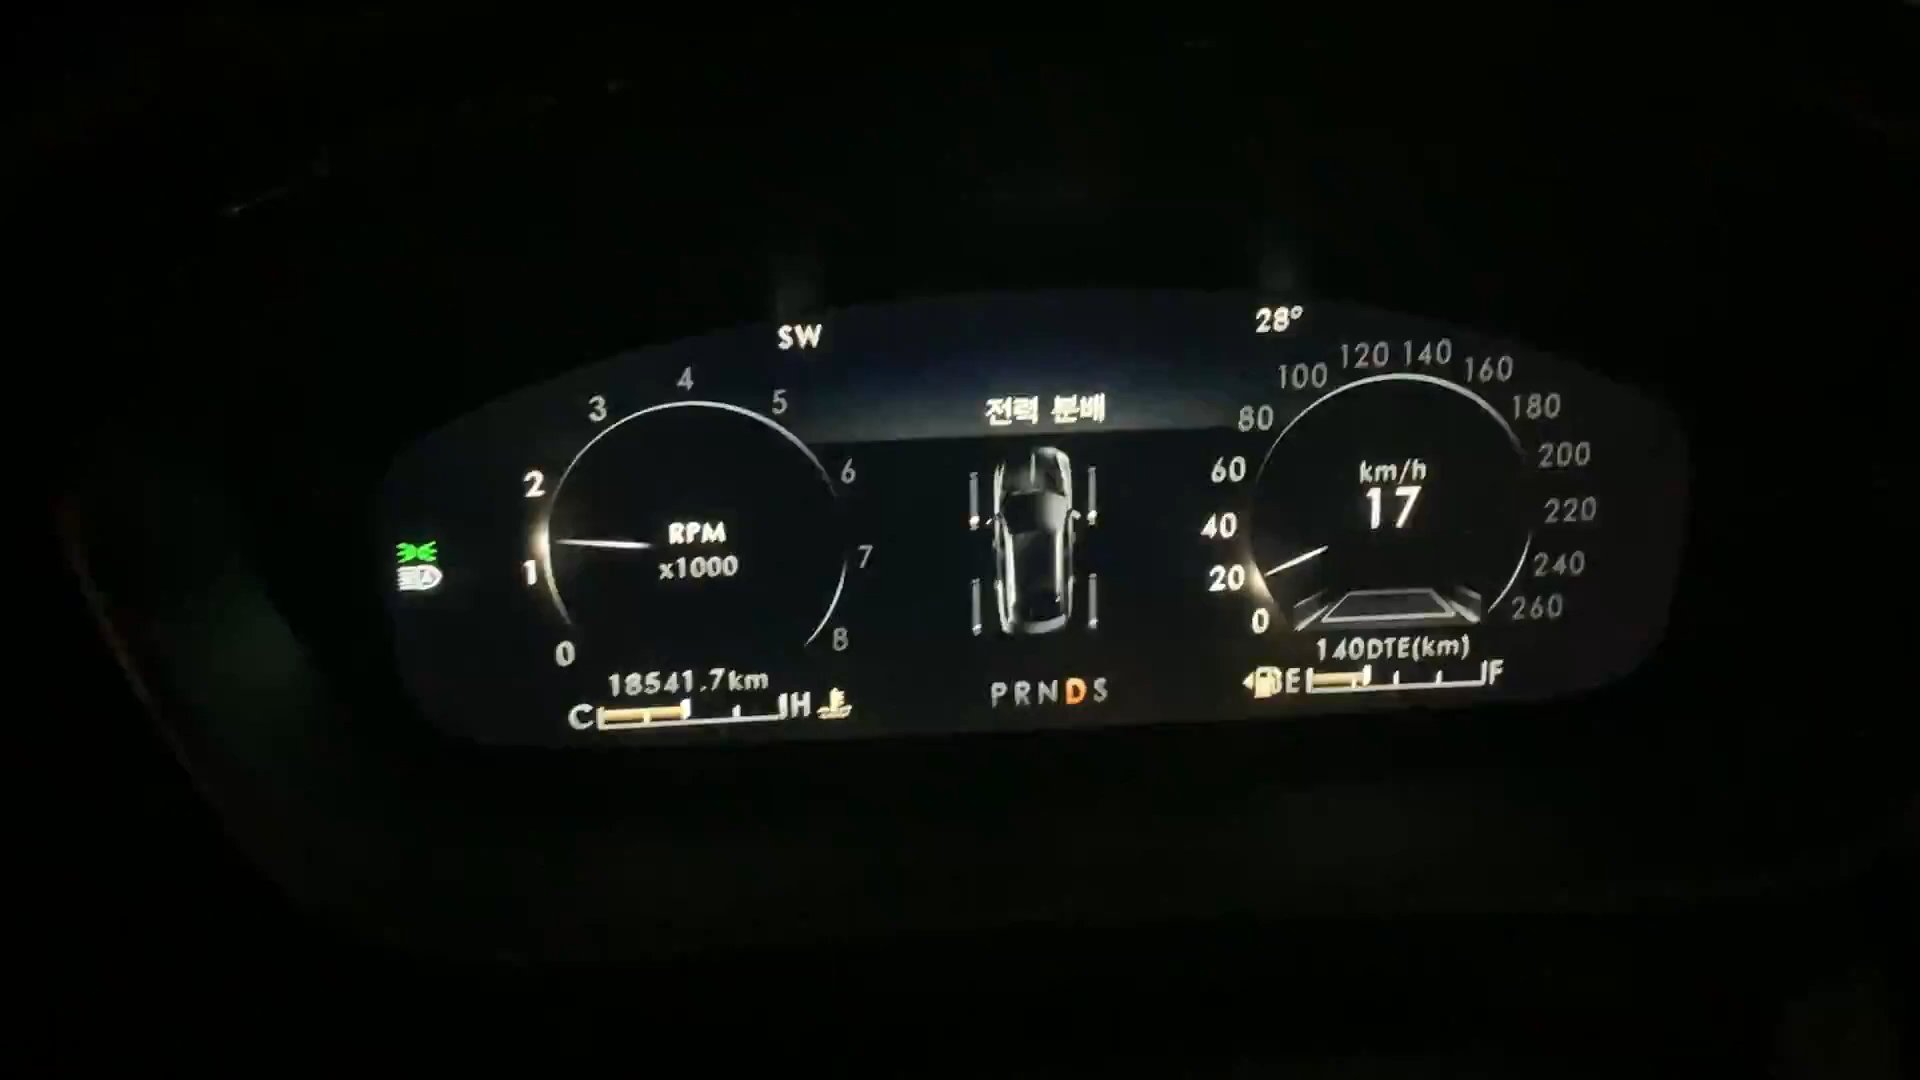 SW
28°
전력 분배
0 1 2 3 4 5 6 7 8
RPM
x1000
0 20 40 60 80 100 120 140 160 180 200 220 240 260
km/h
17
18541.7km
C H
PRNDS
140DTE(km)
E F